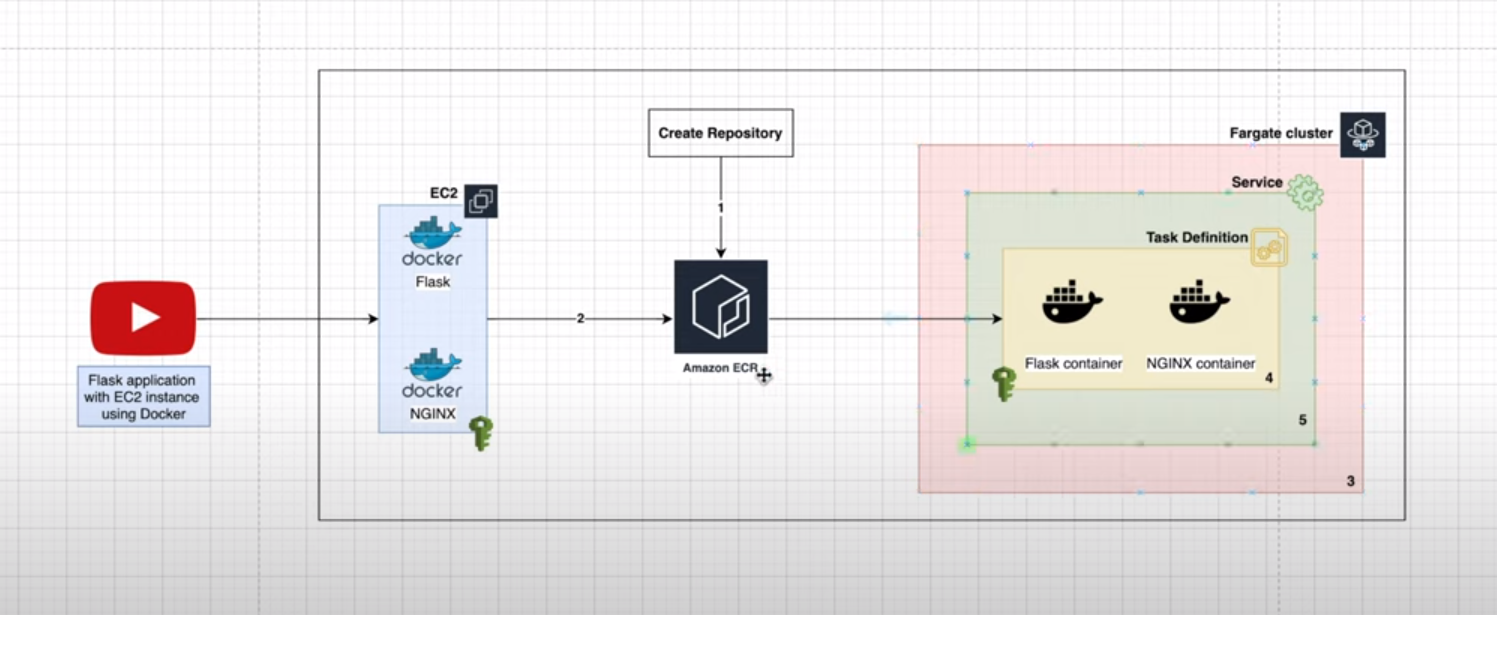 Create Repository
Fargate cluster
Service
EC2
1
Task Definition
docker
Flask
2
Flask container
NGINX container
Amazon ECR
4
Flask application
with EC2 instance
using Docker
docker
NGINX
5
3